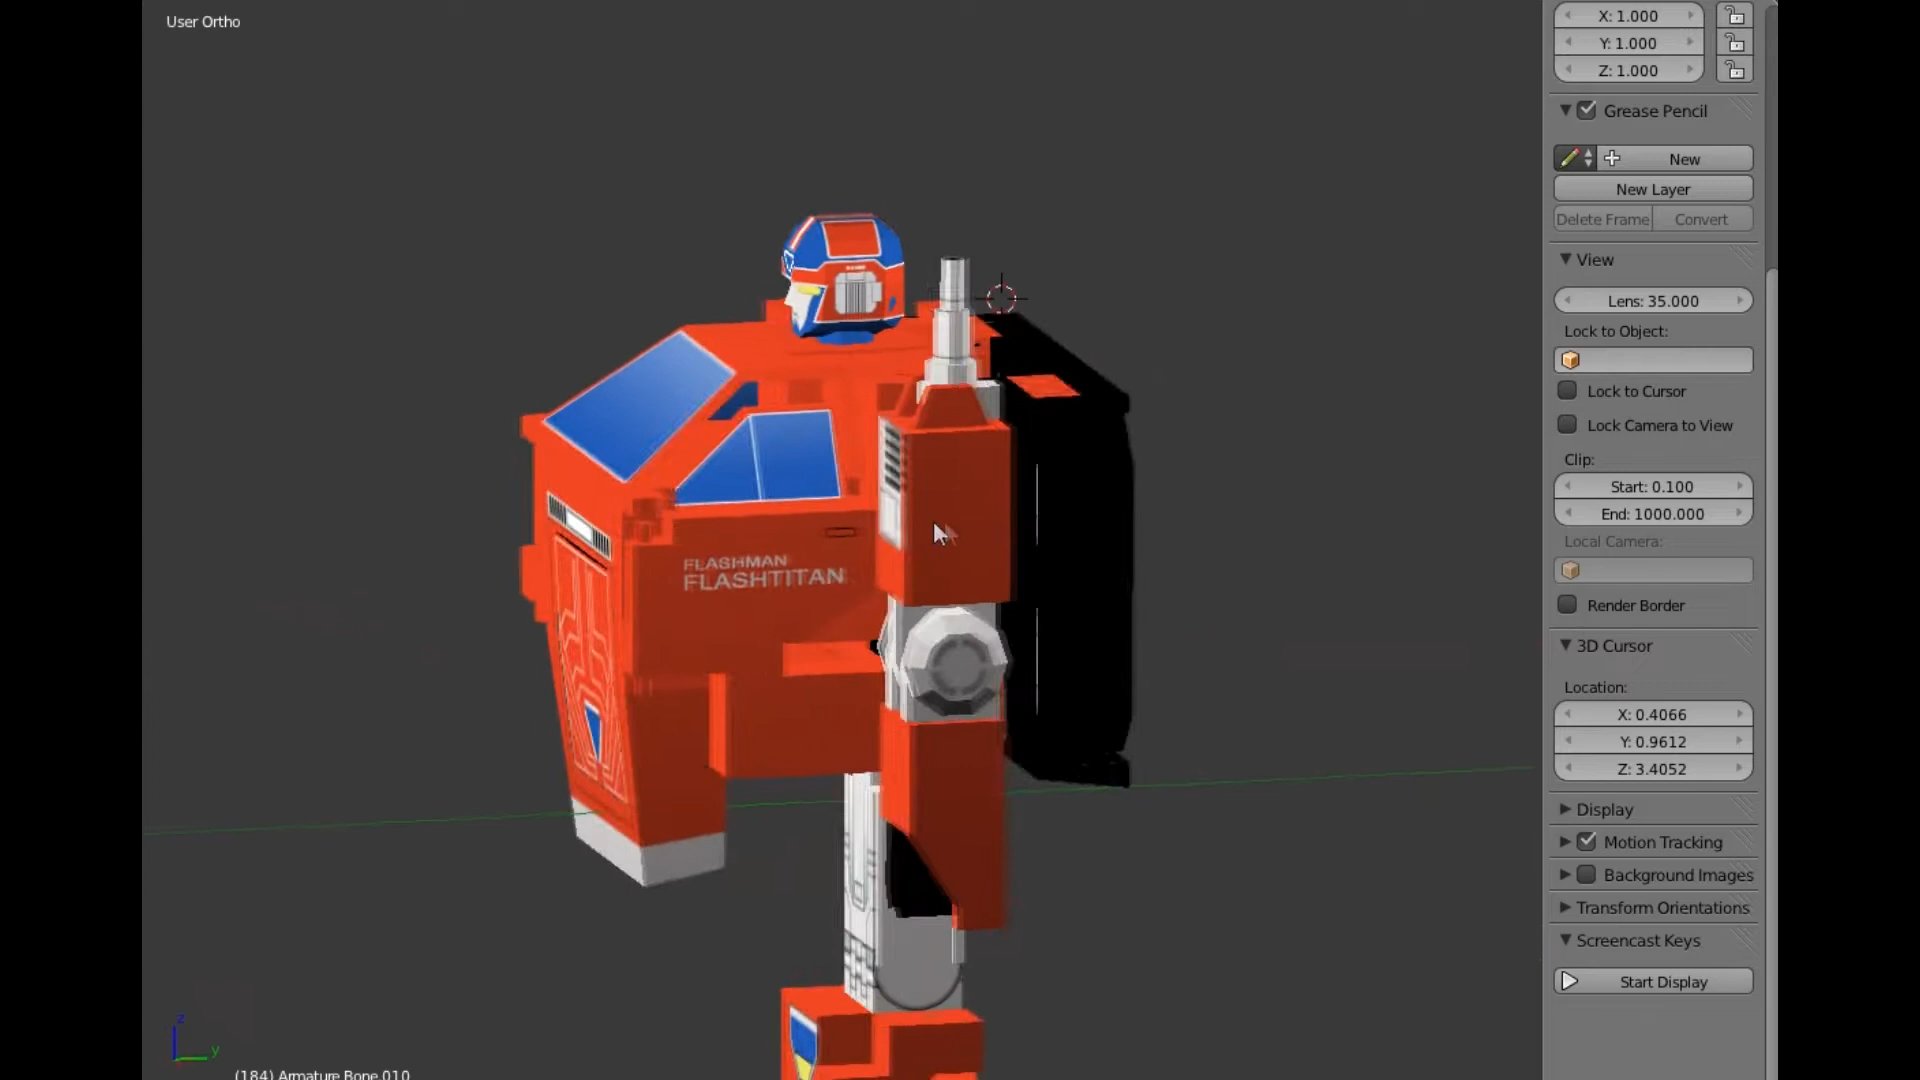 User Ortho
FLASHMAN
FLASHTITAN
z
y
(184) Armature Bone.010
X: 1.000
Y: 1.000
Z: 1.000
Grease Pencil
New
New Layer
Delete Frame Convert
View
Lens: 35.000
Lock to Object:
Lock to Cursor
Lock Camera to View
Clip:
Start: 0.100
End: 1000.000
Local Camera:
Render Border
3D Cursor
Location:
X: 0.4066
Y: 0.9612
Z: 3.4052
Display
Motion Tracking
Background Images
Transform Orientations
Screencast Keys
Start Display